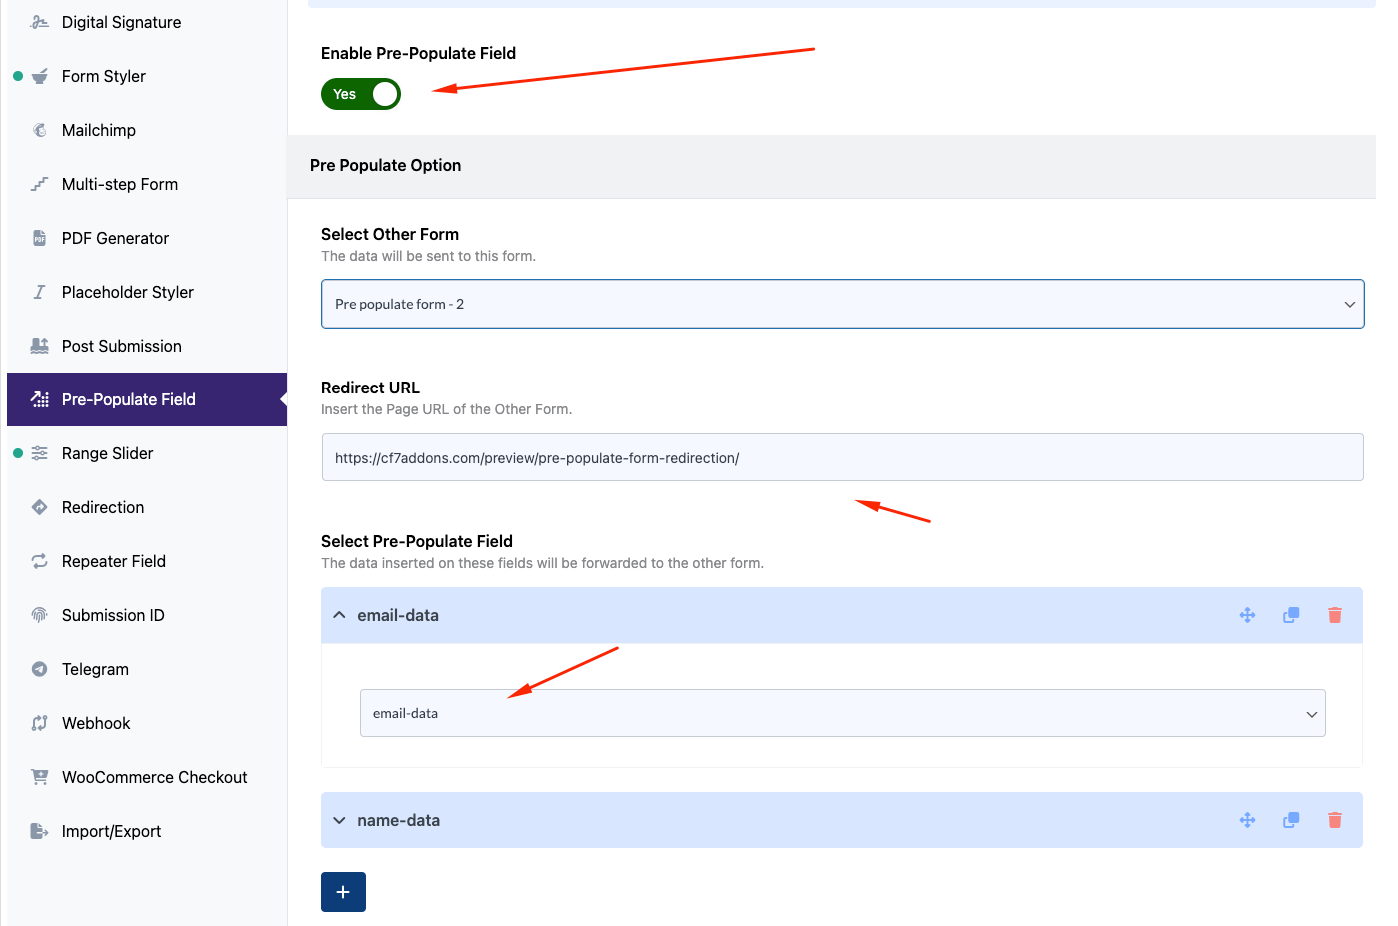 Digital Signature
Form Styler
Mailchimp
Multi-step Form
PDF Generator
Placeholder Styler
Post Submission
Pre-Populate Field
Range Slider
Redirection
Repeater Field
Submission ID
Telegram
Webhook
WooCommerce Checkout
Import/Export
Enable Pre-Populate Field
Yes
Pre Populate Option
Select Other Form
The data will be sent to this form.
Pre populate form - 2
Redirect URL
Insert the Page URL of the Other Form.
https://cf7addons.com/preview/pre-populate-form-redirection/
Select Pre-Populate Field
The data inserted on these fields will be forwarded to the other form.
email-data
email-data
name-data